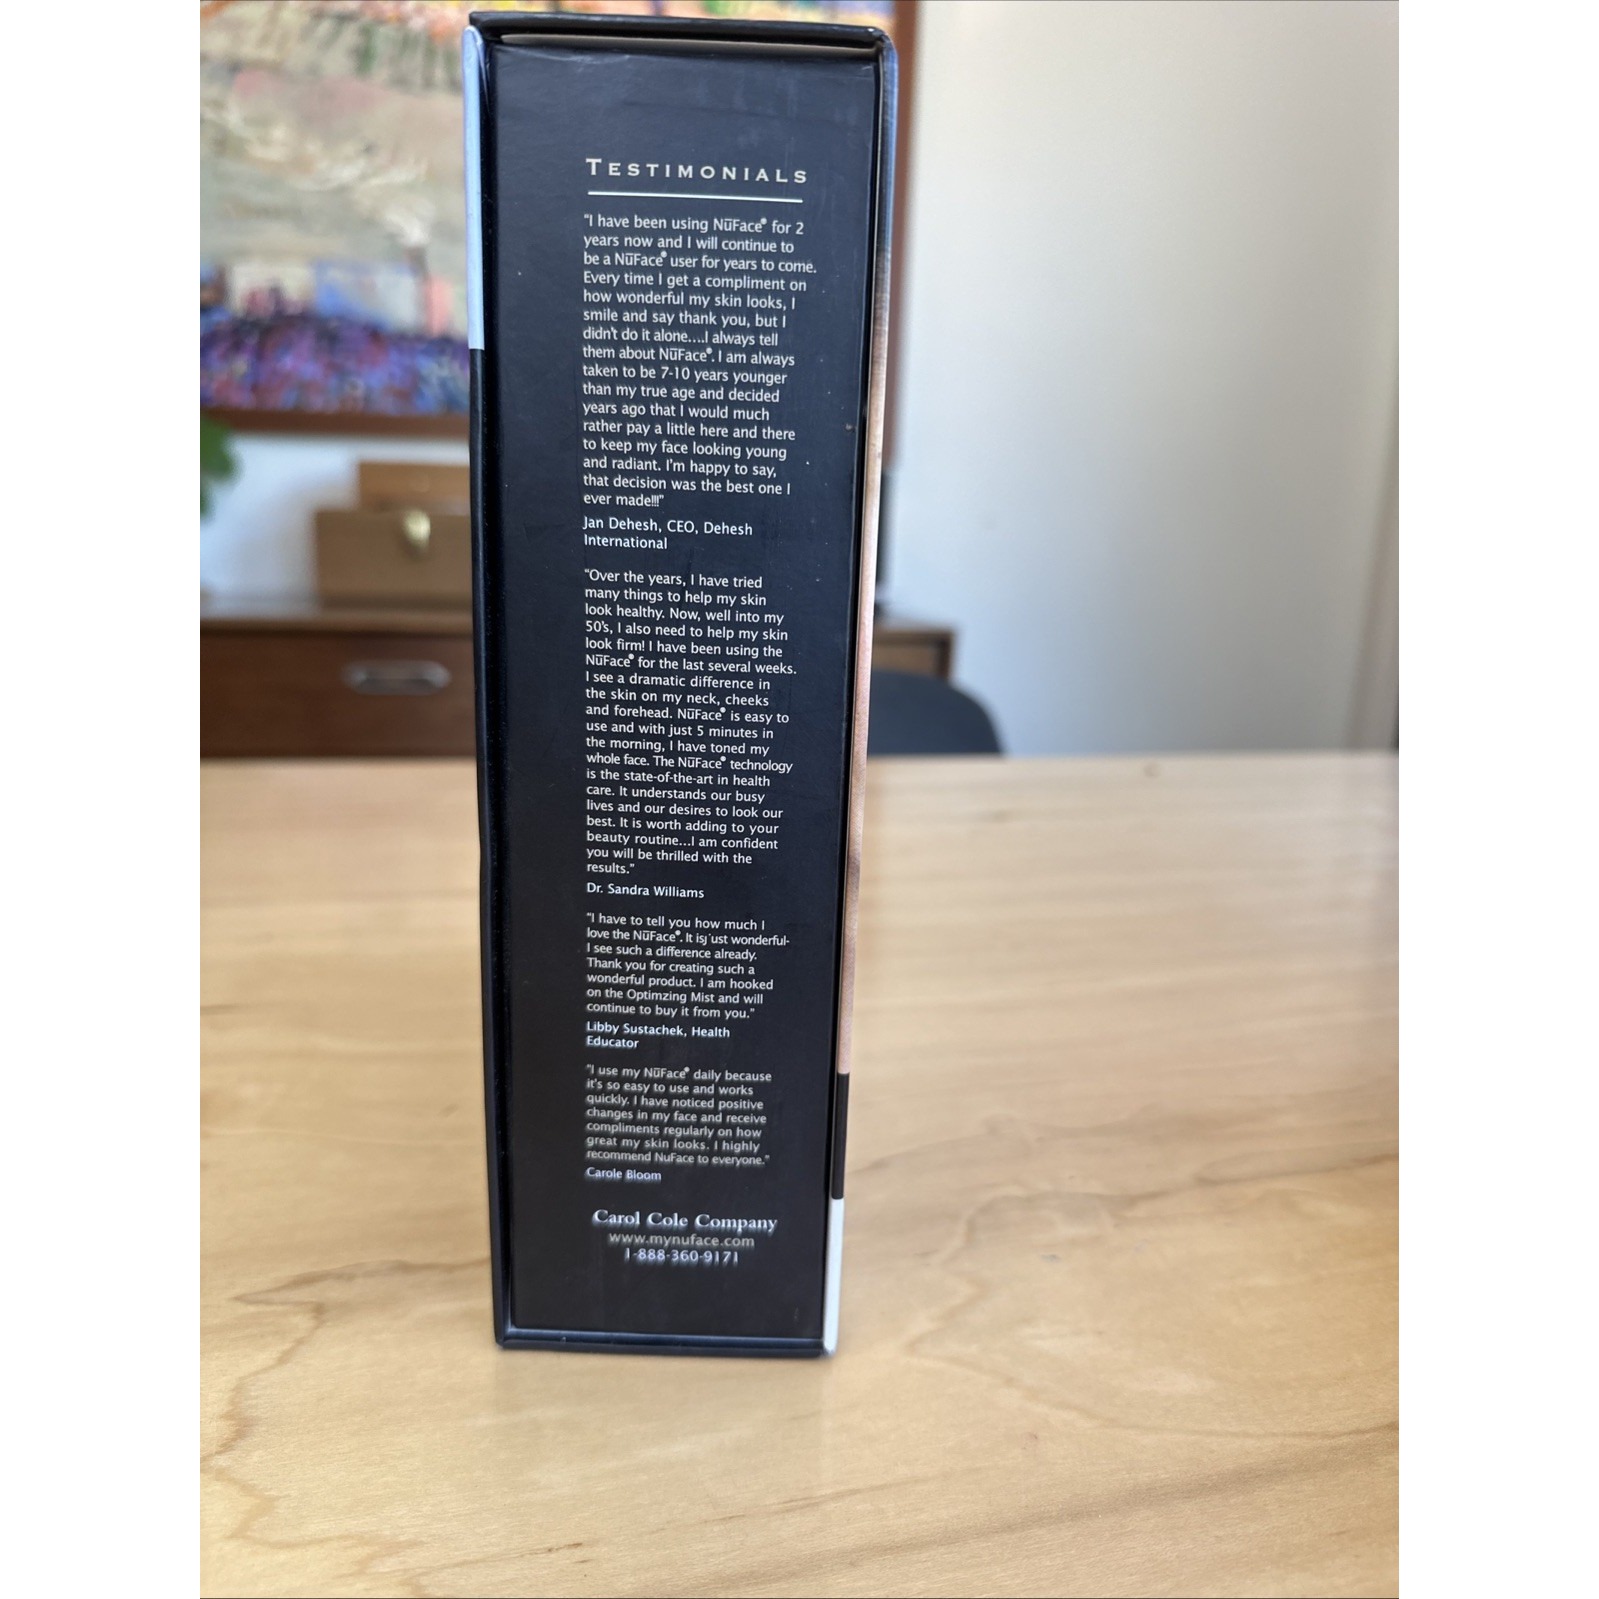 TESTIMONIALS
“I have been using NūFace® for 2
years now and I will continue to
be a NūFace® user for years to come.
Every time I get a compliment on
how wonderful my skin looks, I
smile and say thank you, but I
didn't do it alone....I always tell
them about NūFace®. I am always
taken to be 7-10 years younger
than my true age and decided
years ago that I would much
rather pay a little here and there
to keep my face looking young
and radiant. I'm happy to say,
that decision was the best one I
ever made!!!”
Jan Dehesh, CEO, Dehesh
International
“Over the years, I have tried
many things to help my skin
look healthy. Now, well into my
50's, I also need to help my skin
look firm! I have been using the
NūFace® for the last several weeks.
I see a dramatic difference in
the skin on my neck, cheeks
and forehead. NūFace® is easy to
use and with just 5 minutes in
the morning, I have toned my
whole face. The NūFace® technology
is the state-of-the-art in health
care. It understands our busy
lives and our desires to look our
best. It is worth adding to your
beauty routine...I am confident
you will be thrilled with the
results.”
Dr. Sandra Williams
“I have to tell you how much I
love the NūFace®. It isj'ust wonderful-
I see such a difference already.
Thank you for creating such a
wonderful product. I am hooked
on the Optimzing Mist and will
continue to buy it from you.”
Libby Sustachek, Health
Educator
“I use my NūFace® daily because
it's so easy to use and works
quickly. I have noticed positive
changes in my face and receive
compliments regularly on how
great my skin looks. I highly
recommend NuFace to everyone.”
Carole Bloom
Carol Cole Company
www.mynuface.com
1-888-360-9171